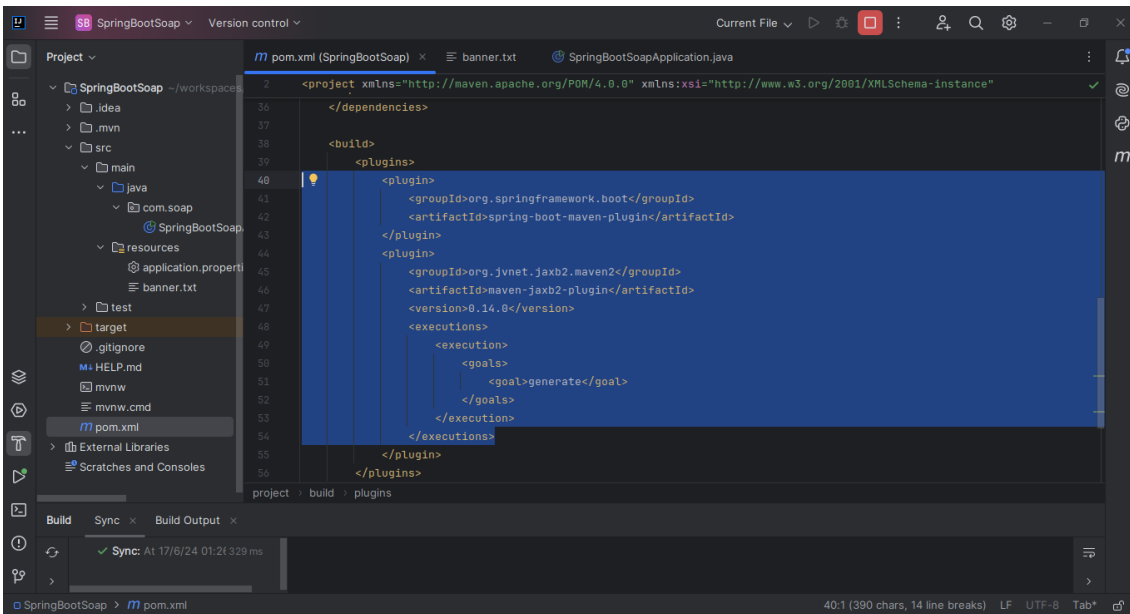 SB SpringBootSoap Version control Current File
Project
SpringBootSoap ~/workspaces
.idea
.mvn
src
main
java
com.soap
SpringBootSoap
resources
application.properti
banner.txt
test
target
.gitignore
HELP.md
mvnw
mvnw.cmd
pom.xml
External Libraries
Scratches and Consoles
pom.xml (SpringBootSoap) banner.txt SpringBootSoapApplication.java
2 <project xmlns="http://maven.apache.org/POM/4.0.0" xmlns:xsi="http://www.w3.org/2001/XMLSchema-instance"
36 </dependencies>
37
38 <build>
39 <plugins>
40 <plugin>
41 <groupId>org.springframework.boot</groupId>
42 <artifactId>spring-boot-maven-plugin</artifactId>
43 </plugin>
44 <plugin>
45 <groupId>org.jvnet.jaxb2.maven2</groupId>
46 <artifactId>maven-jaxb2-plugin</artifactId>
47 <version>0.14.0</version>
48 <executions>
49 <execution>
50 <goals>
51 <goal>generate</goal>
52 </goals>
53 </execution>
54 </executions>
55 </plugin>
56 </plugins>
project › build › plugins
Build Sync Build Output
Sync: At 17/6/24 01:26 329 ms
SpringBootSoap › pom.xml 40:1 (390 chars, 14 line breaks) LF UTF-8 Tab*